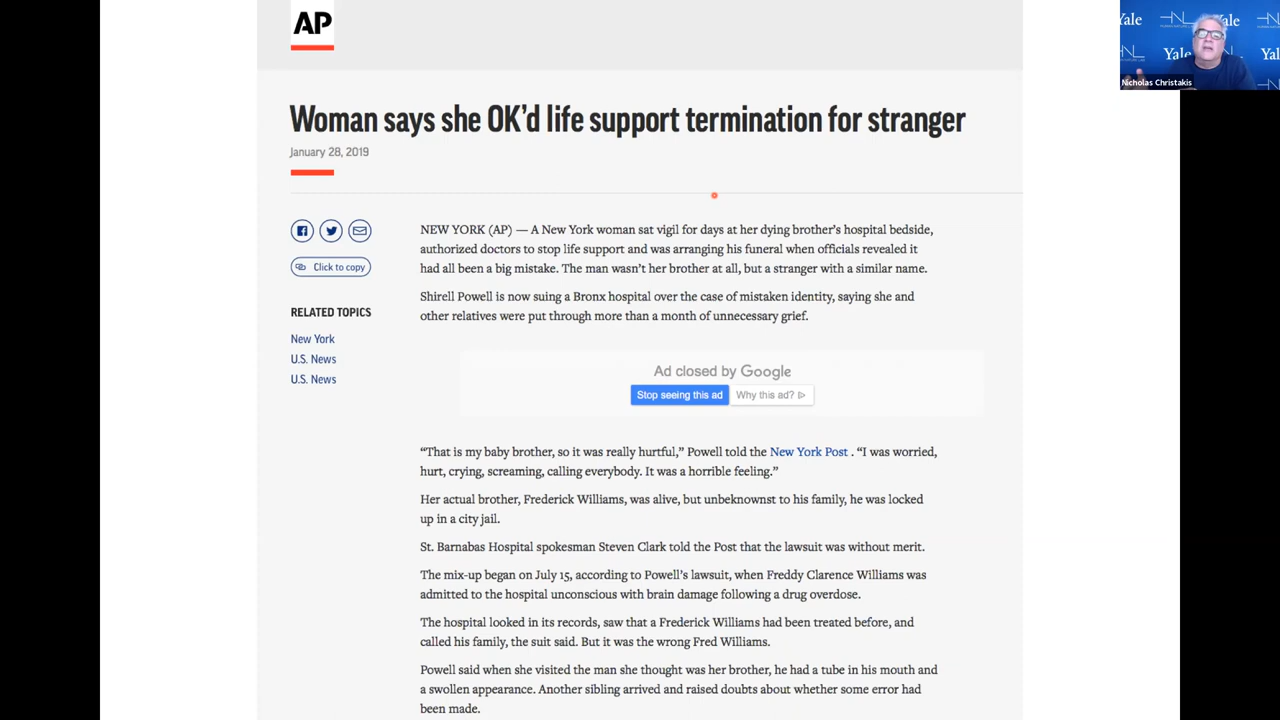 AP
Yale
HNL
Yale
Yale
Nicholas Christakis
Woman says she OK’d life support termination for stranger
January 28, 2019
Click to copy
RELATED TOPICS
New York
U.S. News
U.S. News
NEW YORK (AP) — A New York woman sat vigil for days at her dying brother’s hospital bedside,
authorized doctors to stop life support and was arranging his funeral when officials revealed it
had all been a big mistake. The man wasn’t her brother at all, but a stranger with a similar name.
Shirell Powell is now suing a Bronx hospital over the case of mistaken identity, saying she and
other relatives were put through more than a month of unnecessary grief.
Ad closed by Google
Stop seeing this ad
Why this ad?
“That is my baby brother, so it was really hurtful,” Powell told the New York Post . “I was worried,
hurt, crying, screaming, calling everybody. It was a horrible feeling.”
Her actual brother, Frederick Williams, was alive, but unbeknownst to his family, he was locked
up in a city jail.
St. Barnabas Hospital spokesman Steven Clark told the Post that the lawsuit was without merit.
The mix-up began on July 15, according to Powell’s lawsuit, when Freddy Clarence Williams was
admitted to the hospital unconscious with brain damage following a drug overdose.
The hospital looked in its records, saw that a Frederick Williams had been treated before, and
called his family, the suit said. But it was the wrong Fred Williams.
Powell said when she visited the man she thought was her brother, he had a tube in his mouth and
a swollen appearance. Another sibling arrived and raised doubts about whether some error had
been made.